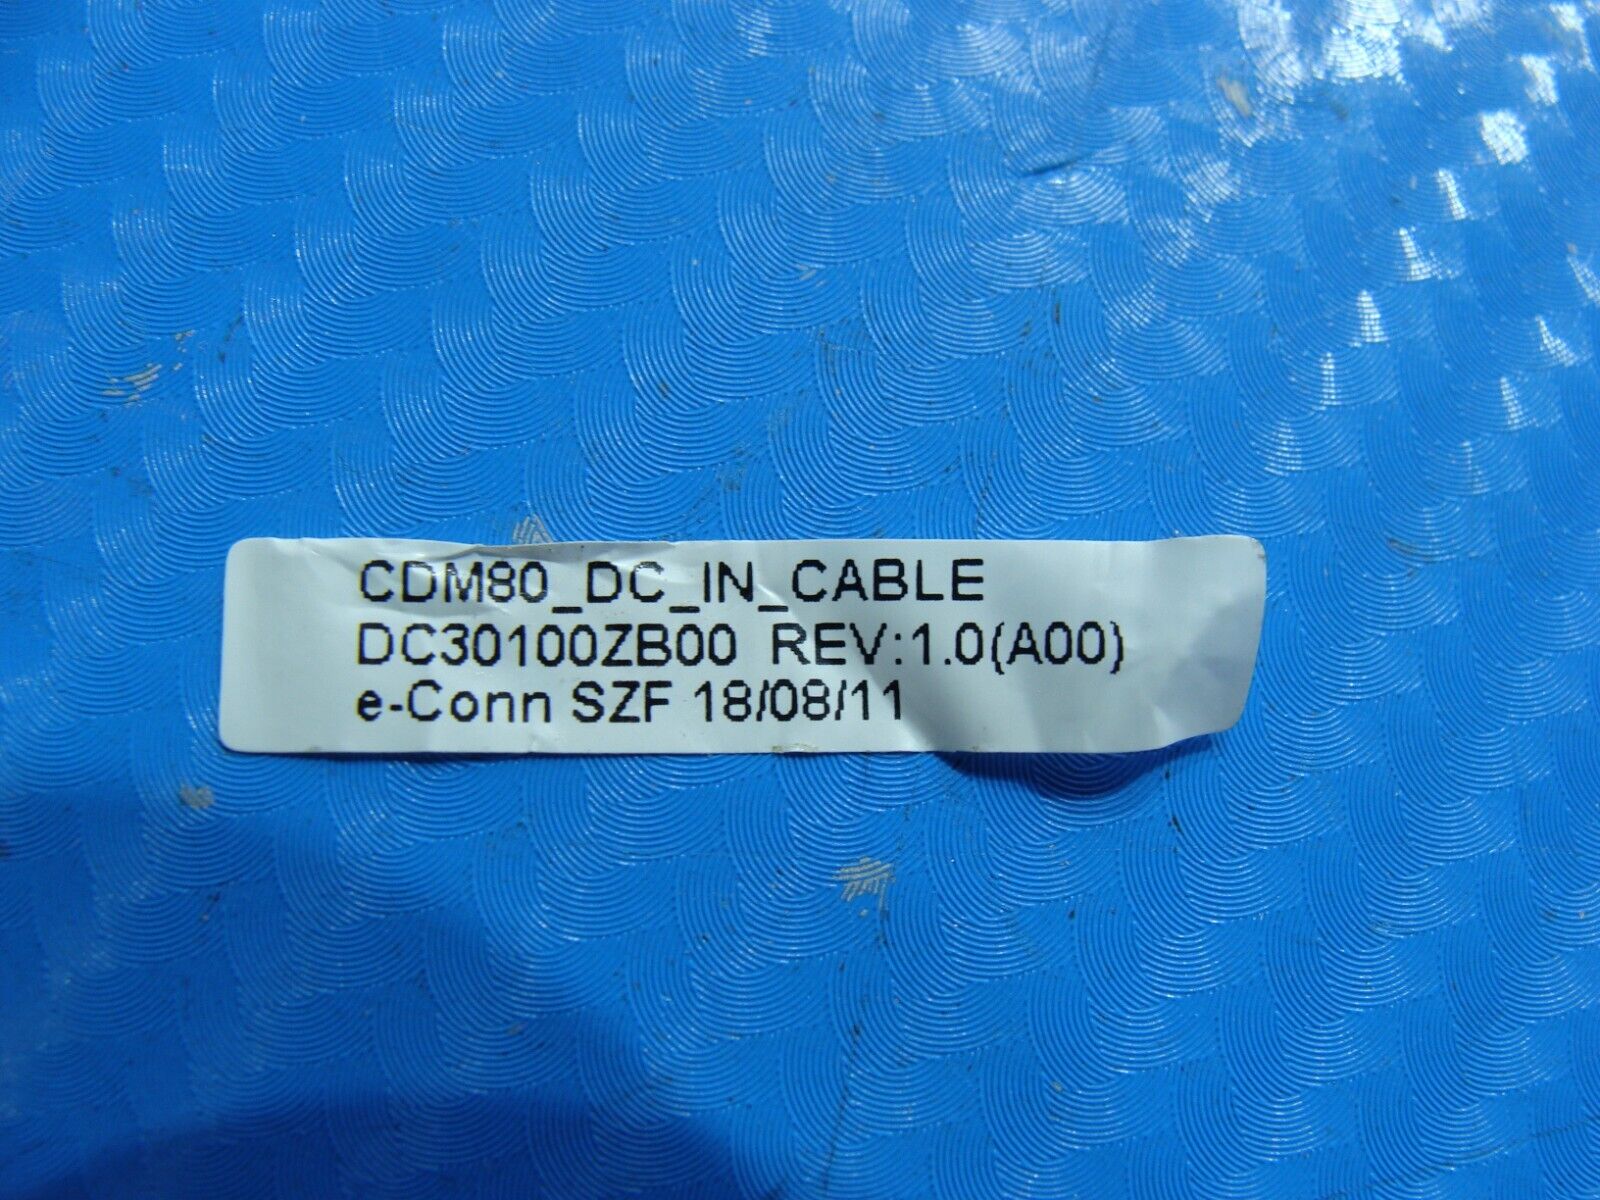 CDM80_DC_IN_CABLE
DC30100ZB00 REV:1.0(A00)
e-Conn SZF 18/08/11